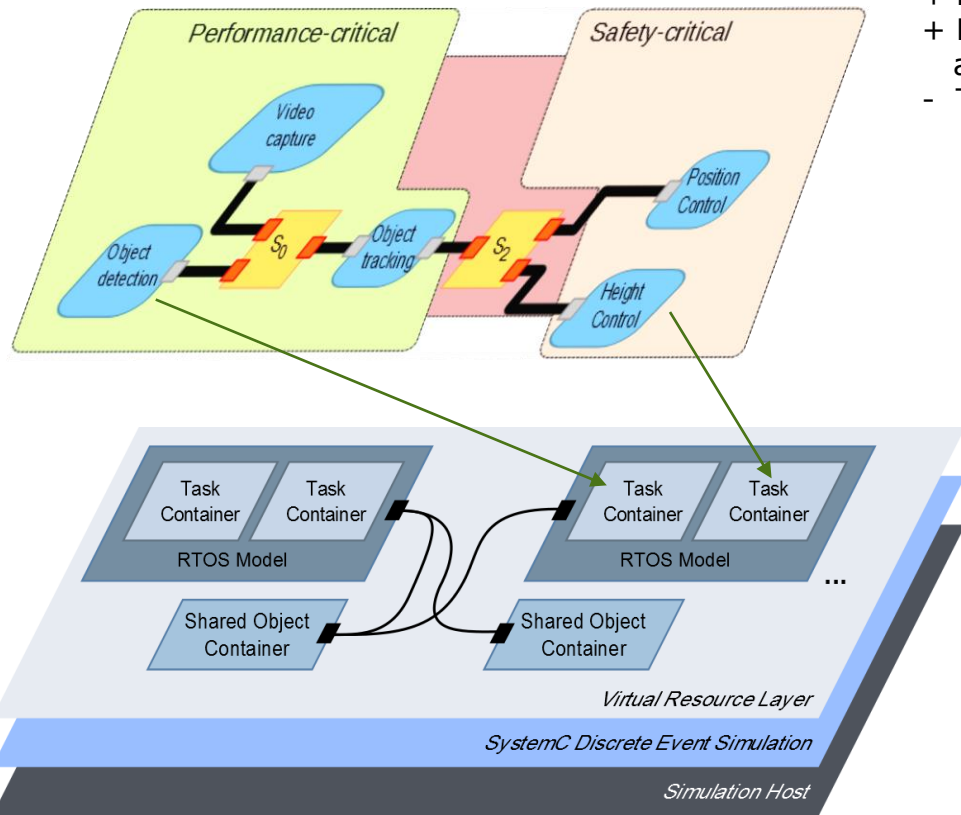 Performance-critical
Safety-critical
+
a
-
Video
capture
Position
Control
S0
Object
tracking
S2
Object
detection
Height
Control
Task
Container
Task
Container
RTOS Model
Task
Container
Task
Container
RTOS Model
...
Shared Object
Container
Shared Object
Container
Virtual Resource Layer
SystemC Discrete Event Simulation
Simulation Host